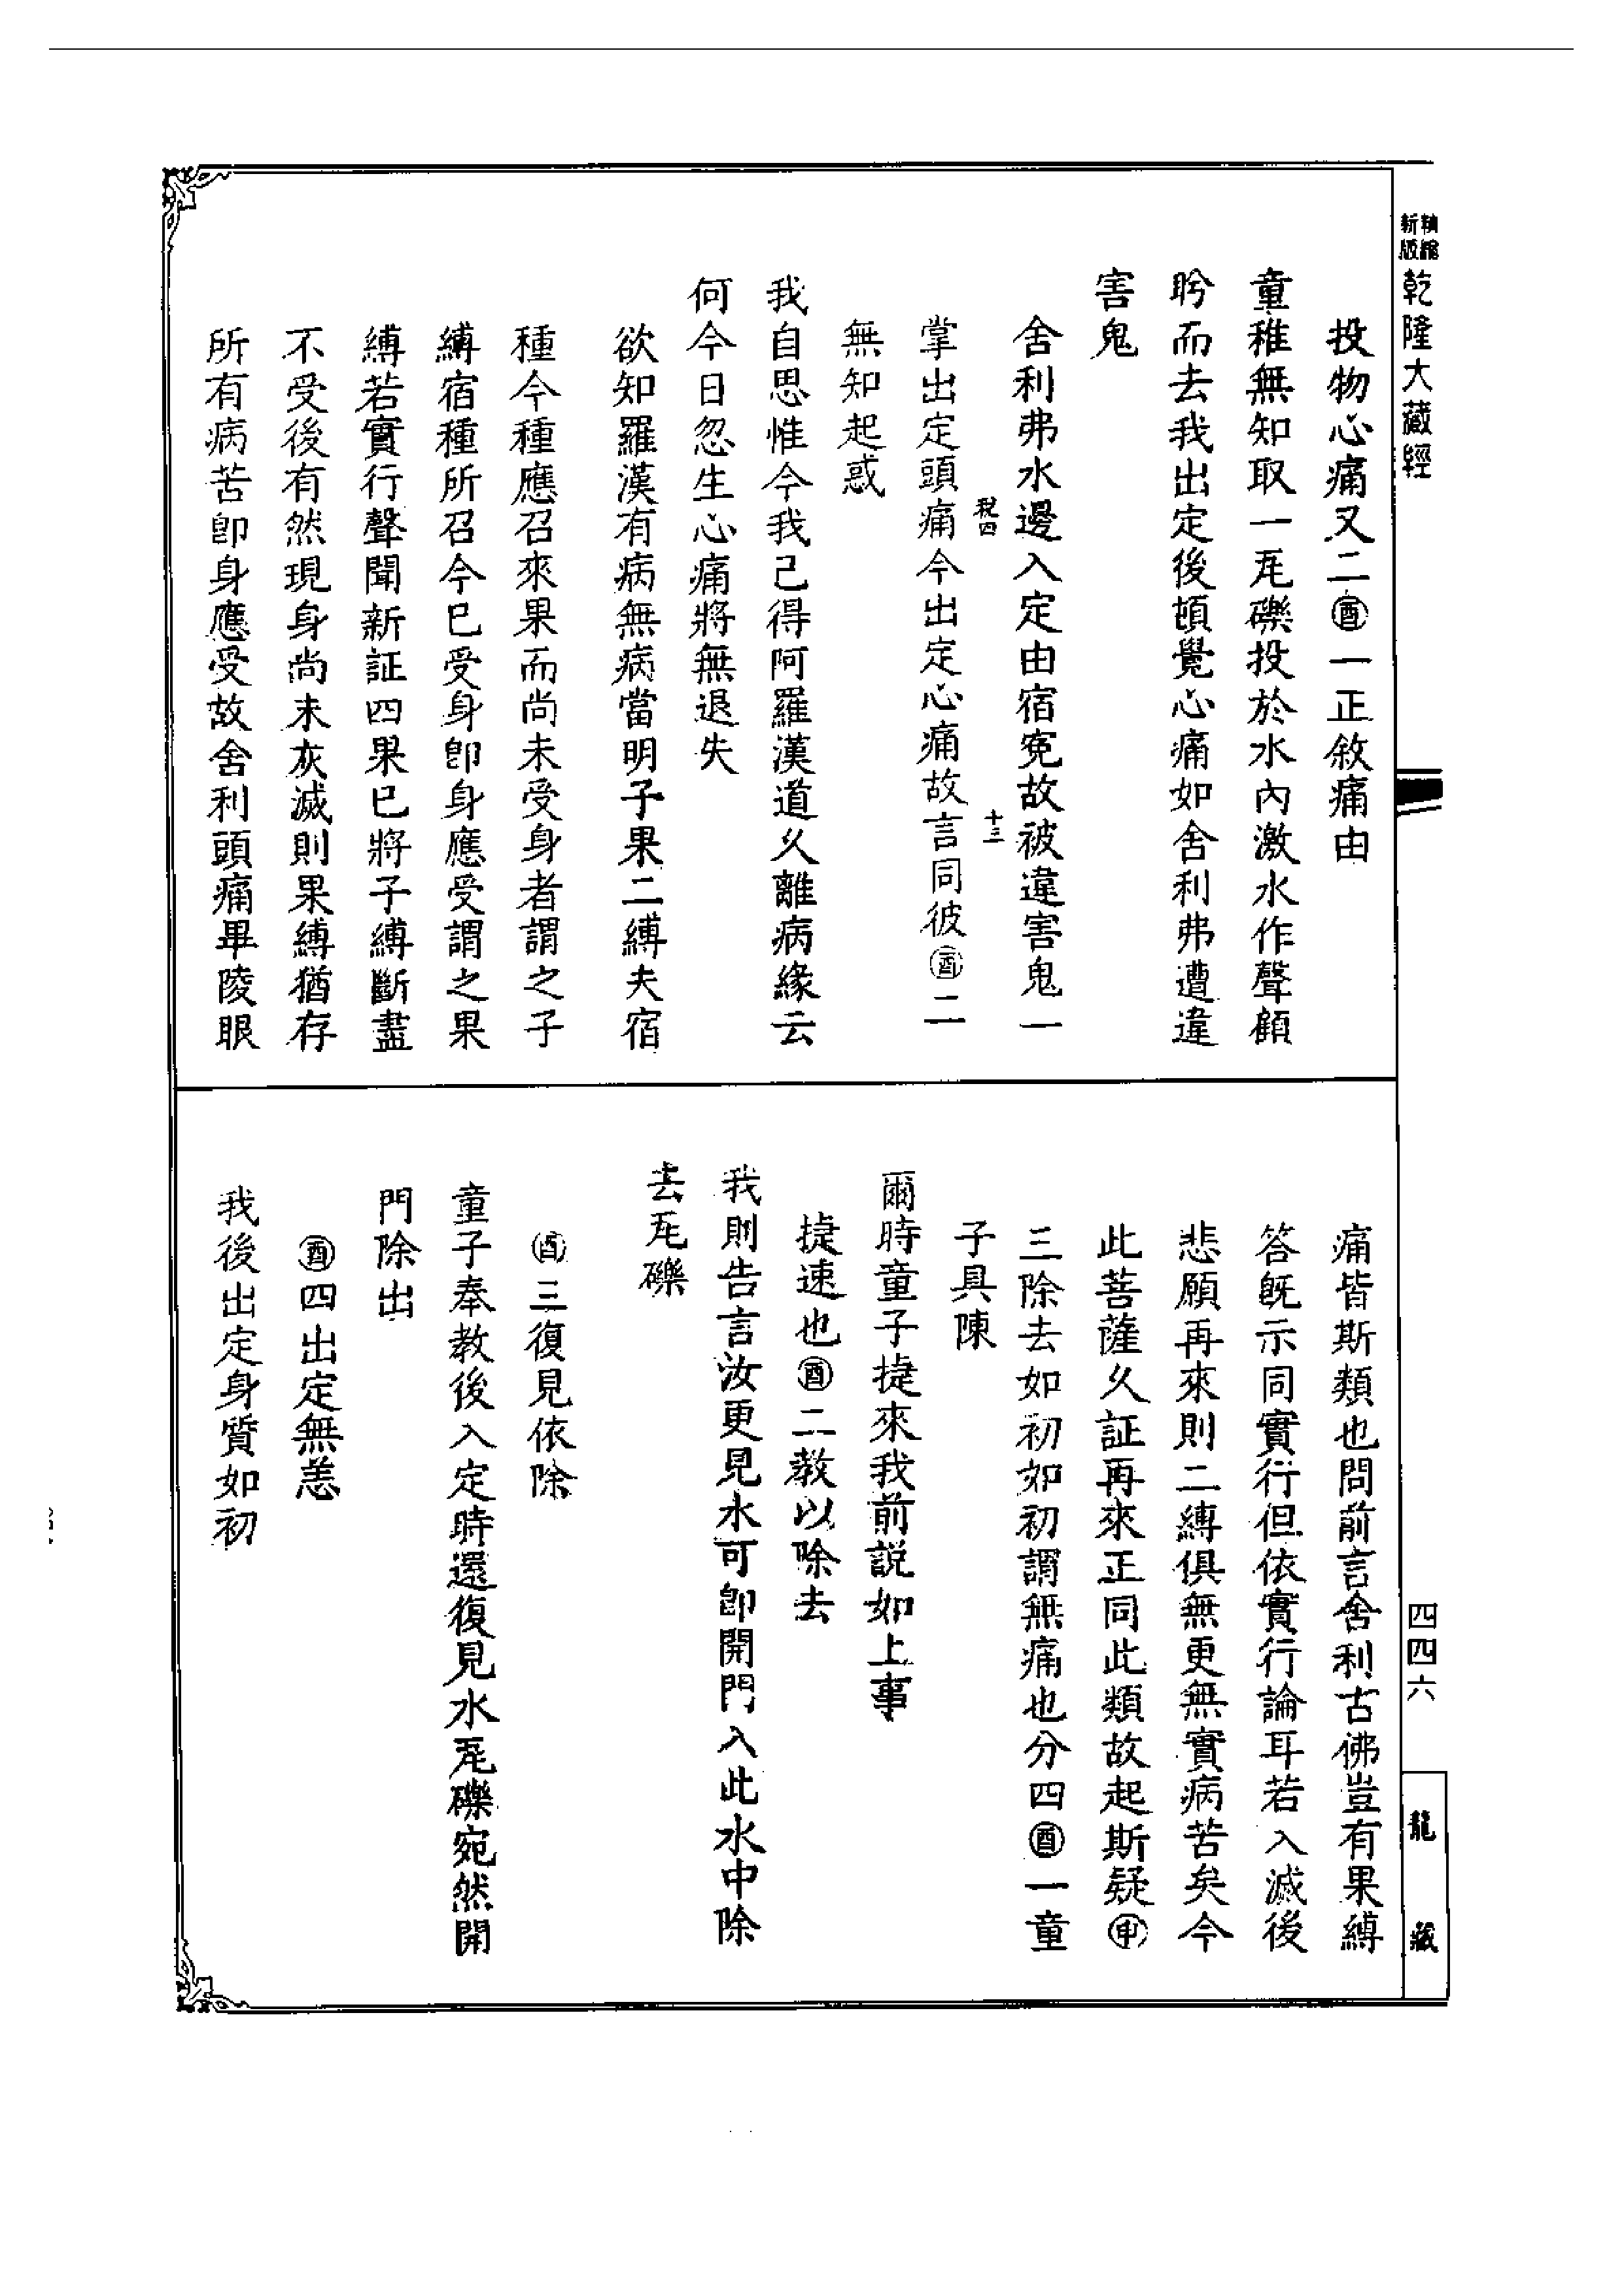 精縮
新版
乾隆大藏經
投物心痛又二㊒一正敘痛由
童稚無知取一瓦礫投於水內激水作聲顧
盻而去我出定後頓覺心痛如舍利弗遭違
害鬼
舍利弗水邊入定由宿寃故被違害鬼一
稅四
十三
掌出定頭痛今出定心痛故言同彼酉二
無知起惑
我自思惟今我已得阿羅漢道久離病緣云
何今日忽生心痛將無退失
欲知羅漢有病無病當明子果二縛夫宿
種今種應召來果而尚未受身者謂之子
縛宿種所召今已受身卽身應受謂之果
縛若實行聲聞新証四果已將子縛斷盡
不受後有然現身尚未灰滅則果縛猶存
所有病苦卽身應受故舍利頭痛畢陵眼
痛皆斯類也問前言舍利古佛豈有果縛
答旣示同實行但依實行論耳若入滅後
悲願再來則二縛俱無更無實病苦矣今
此菩薩久証再來正同此類故起斯疑申
三除去如初如初謂無痛也分四酉一童
子具陳
爾時童子捷來我前說如上事
捷速也酉二教以除去
我則告言汝更見水可卽開門入此水中除
去瓦礫
酉三復見依除
童子奉教後入定時還復見水瓦礫宛然開
門除出
酉四出定無恙
我後出定身質如初
四四六
龍藏